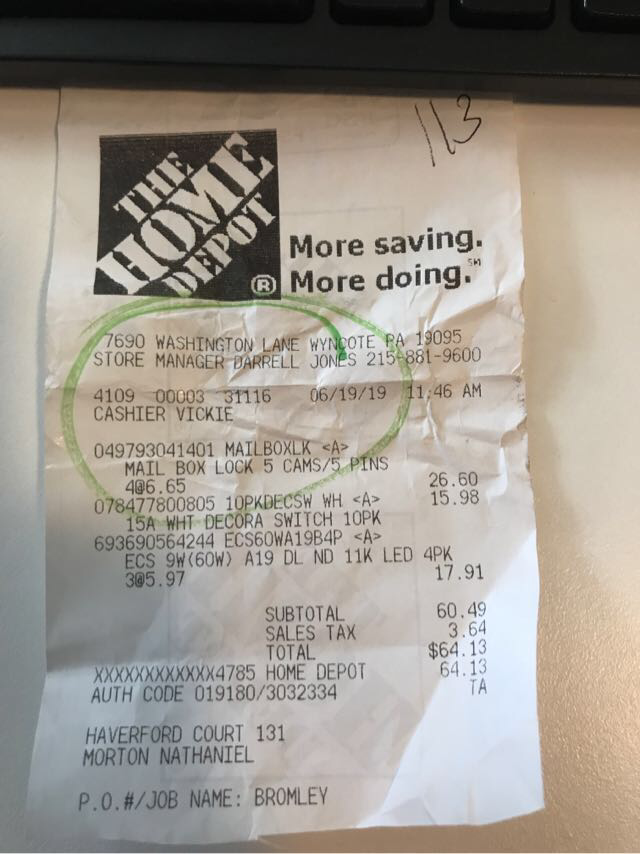 113
THE
HOME
DEPOT
®
More saving.
More doing.℠
7690 WASHINGTON LANE WYNCOTE PA 19095
STORE MANAGER DARRELL JONES 215-881-9600
4109 00003 31116 06/19/19 11:46 AM
CASHIER VICKIE
049793041401 MAILBOXLK <A>
MAIL BOX LOCK 5 CAMS/5 PINS
4@6.65 26.60
078477800805 10PKDECSW WH <A> 15.98
15A WHT DECORA SWITCH 10PK
693690564244 ECS60WA19B4P <A>
ECS 9W(60W) A19 DL ND 11K LED 4PK
3@5.97 17.91
SUBTOTAL 60.49
SALES TAX 3.64
TOTAL $64.13
XXXXXXXXXXXX4785 HOME DEPOT 64.13
AUTH CODE 019180/3032334 TA
HAVERFORD COURT 131
MORTON NATHANIEL
P.O.#/JOB NAME: BROMLEY